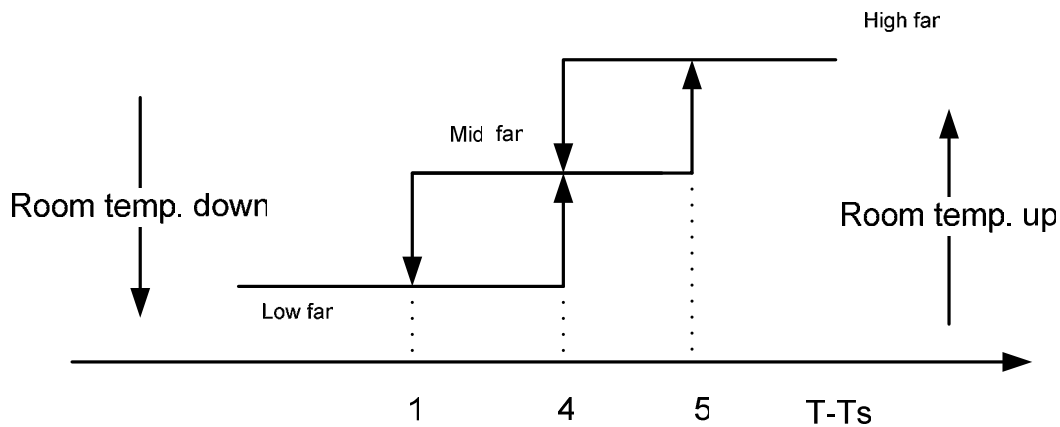 High far
Mid far
Room temp. down
Room temp. up
Low far
1 4 5 T-Ts